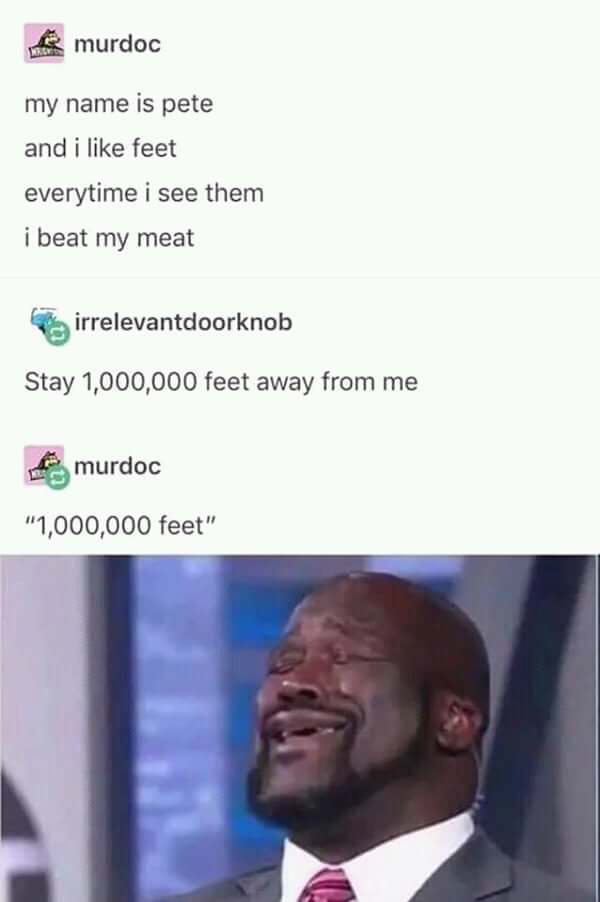 murdoc
my name is pete
and i like feet
everytime i see them
i beat my meat
irrelevantdoorknob
Stay 1,000,000 feet away from me
murdoc
"1,000,000 feet"